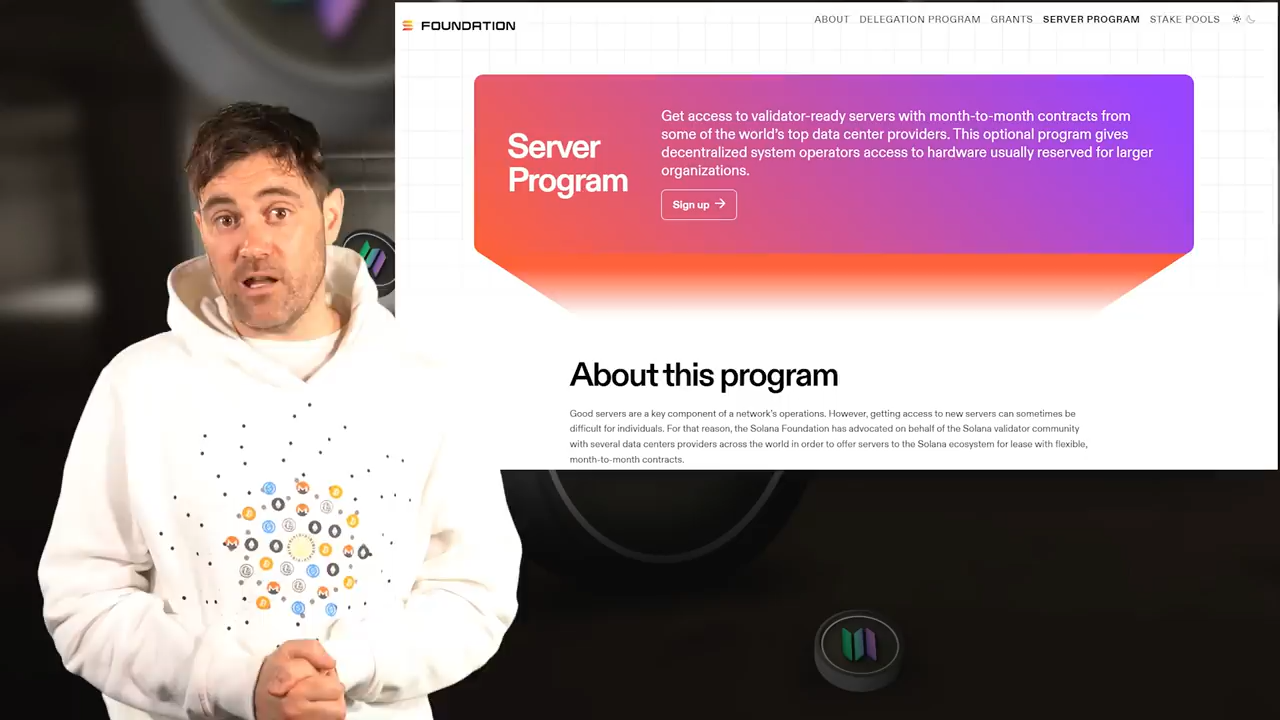 FOUNDATION
ABOUT DELEGATION PROGRAM GRANTS SERVER PROGRAM STAKE POOLS
Server
Program
Get access to validator-ready servers with month-to-month contracts from
some of the world's top data center providers. This optional program gives
decentralized system operators access to hardware usually reserved for larger
organizations.
Sign up →
About this program
Good servers are a key component of a network's operations. However, getting access to new servers can sometimes be
difficult for individuals. For that reason, the Solana Foundation has advocated on behalf of the Solana validator community
with several data centers providers across the world in order to offer servers to the Solana ecosystem for lease with flexible,
month-to-month contracts.